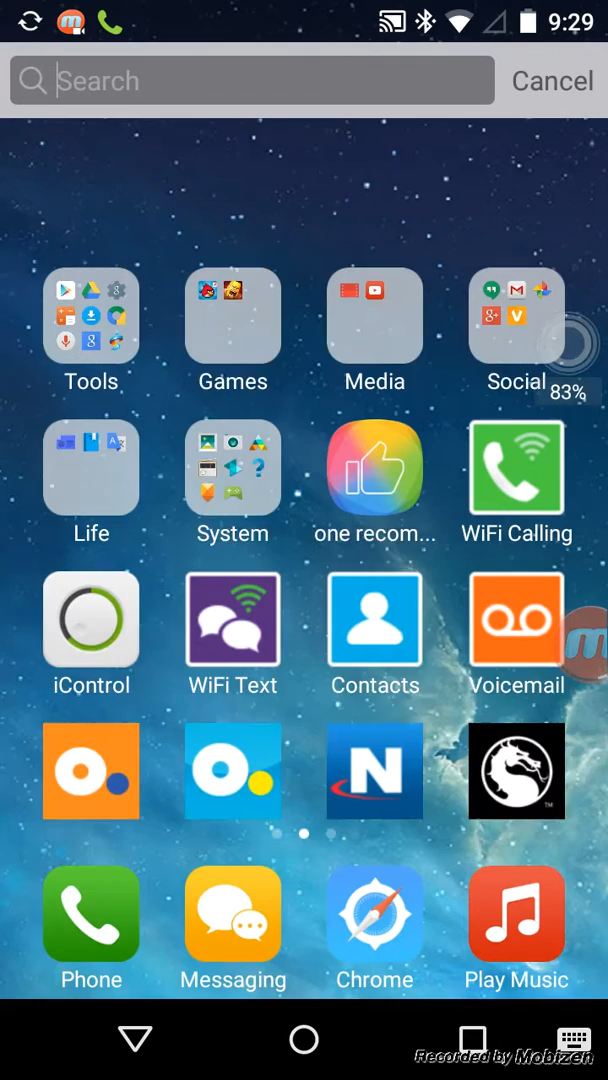 9:29
Search Cancel
Tools Games Media Social
83%
Life System one recom... WiFi Calling
iControl WiFi Text Contacts Voicemail
Phone Messaging Chrome Play Music
Recorded by Mobizen